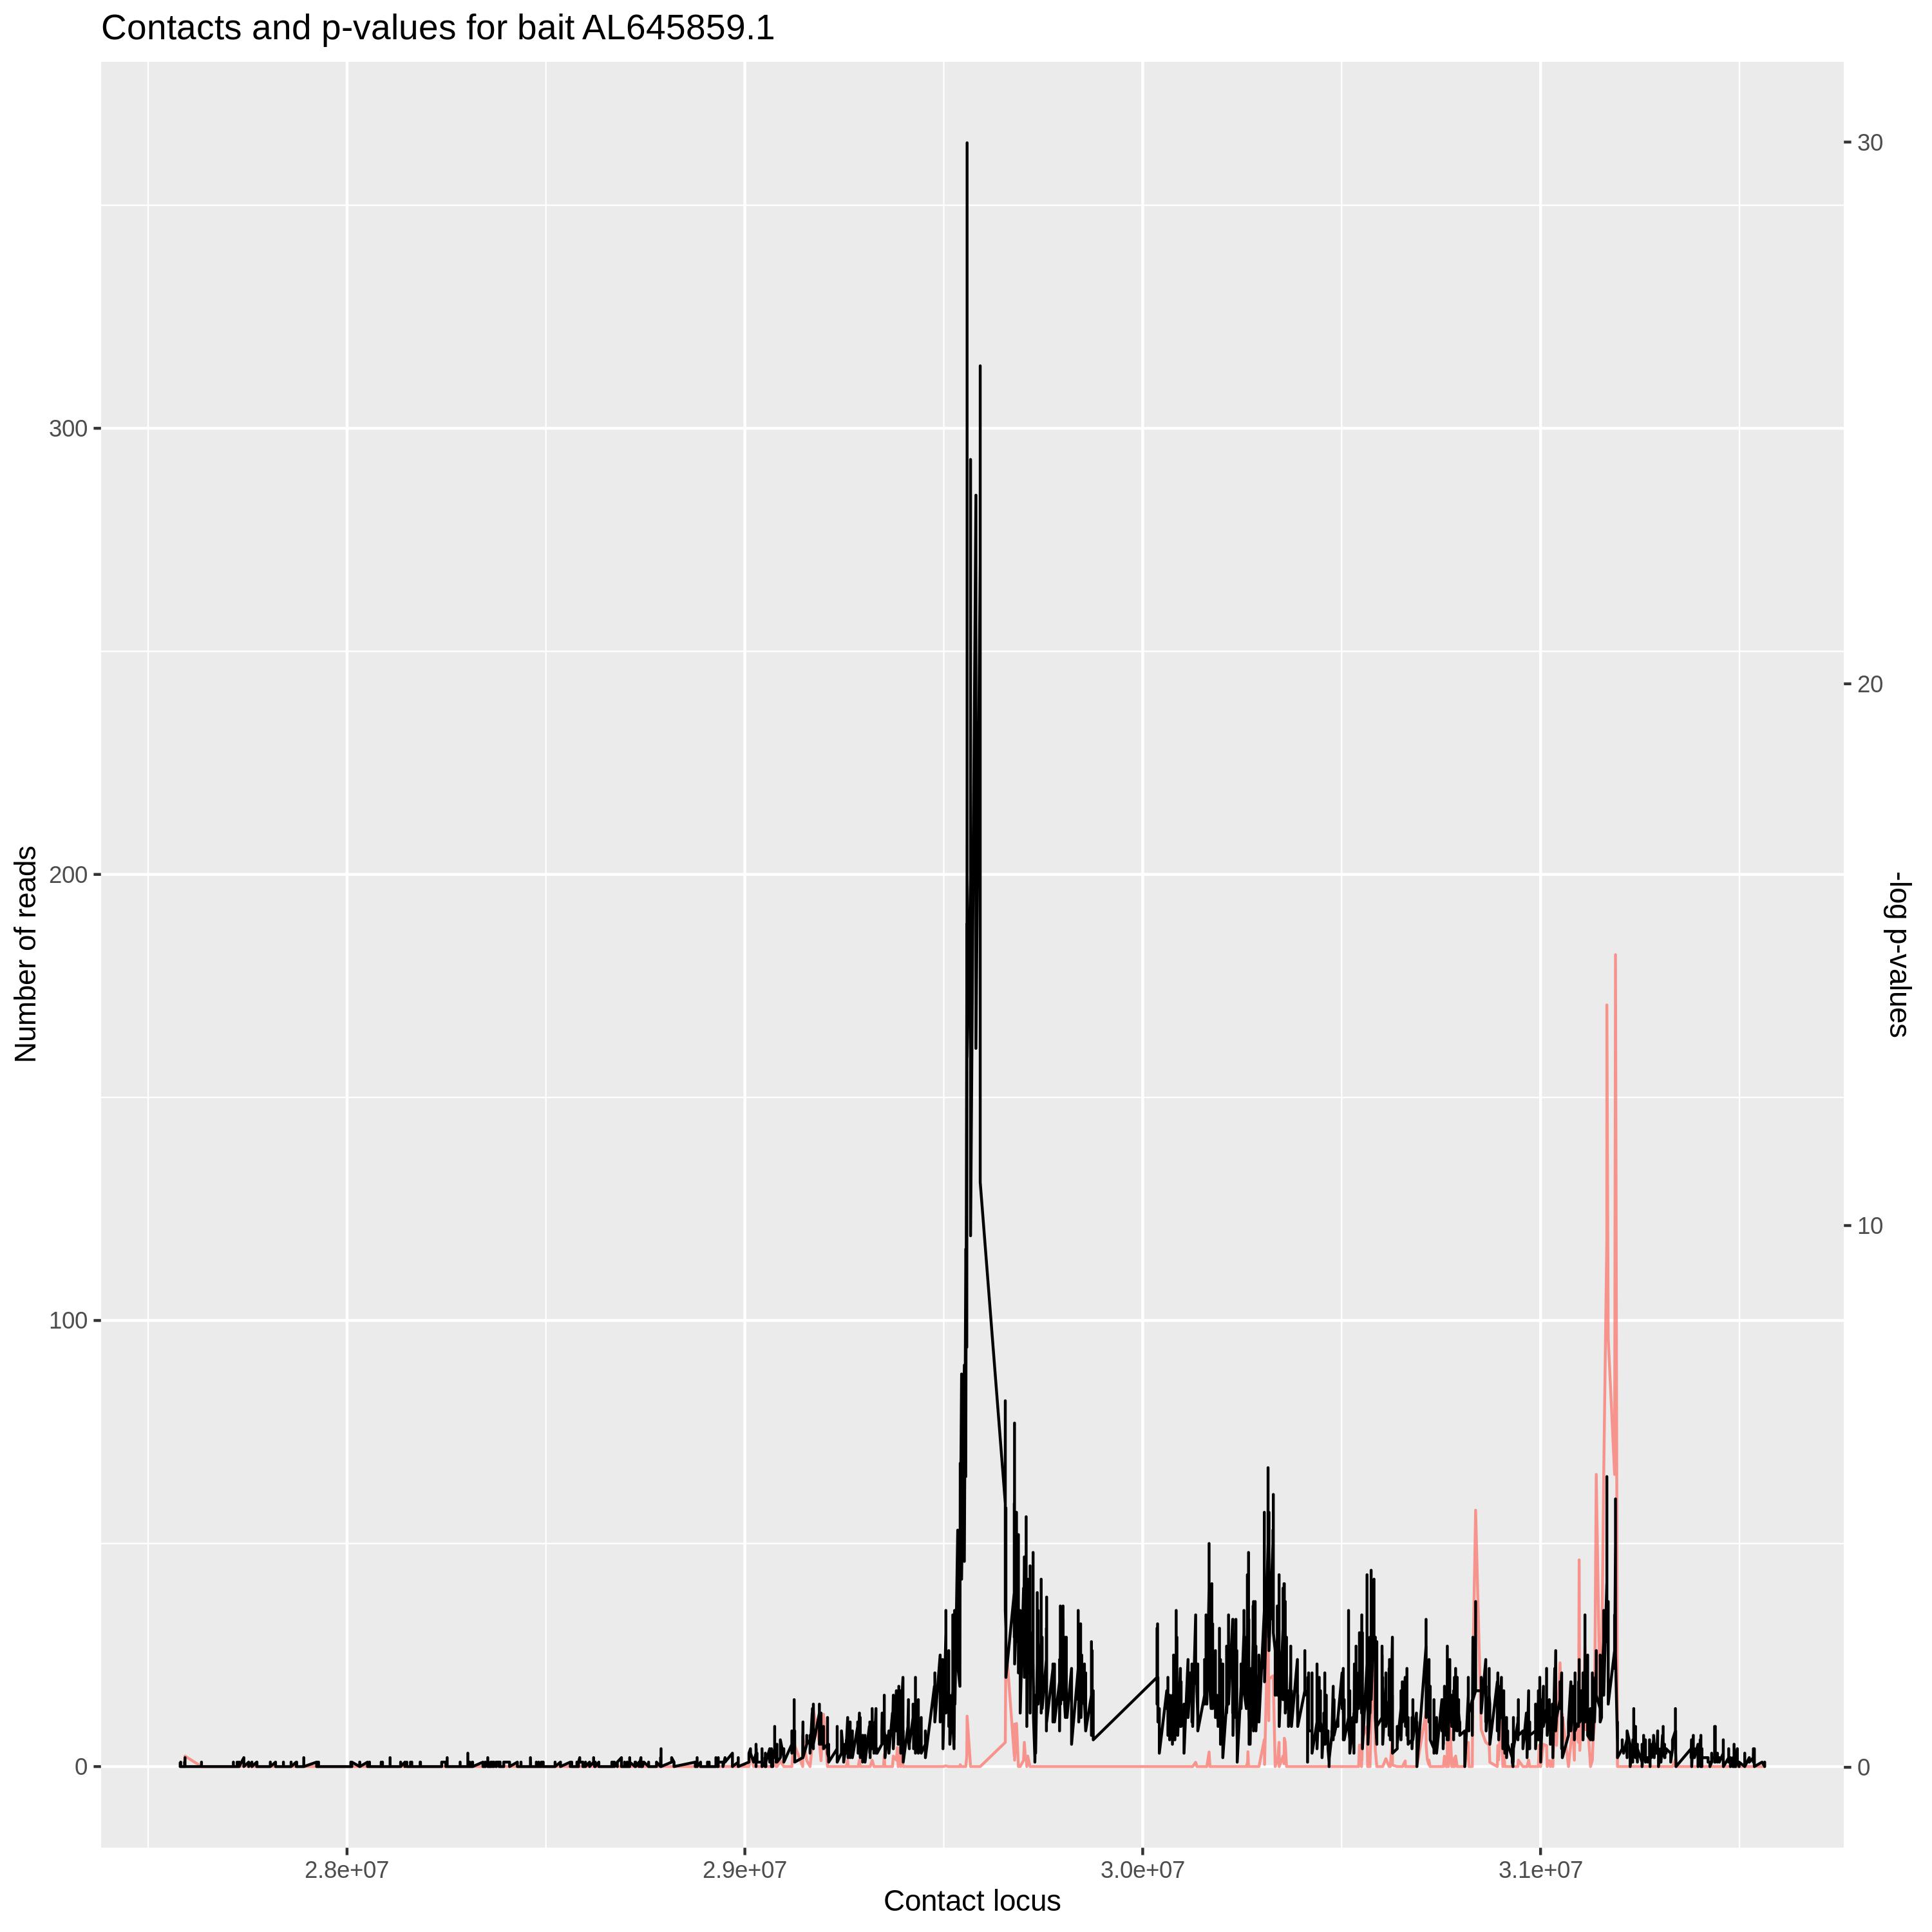 Contacts and p-values for bait AL645859.1
300
200
100
0
Number of reads
30
20
10
0
-log p-values
2.8e+07
2.9e+07
3.0e+07
3.1e+07
Contact locus